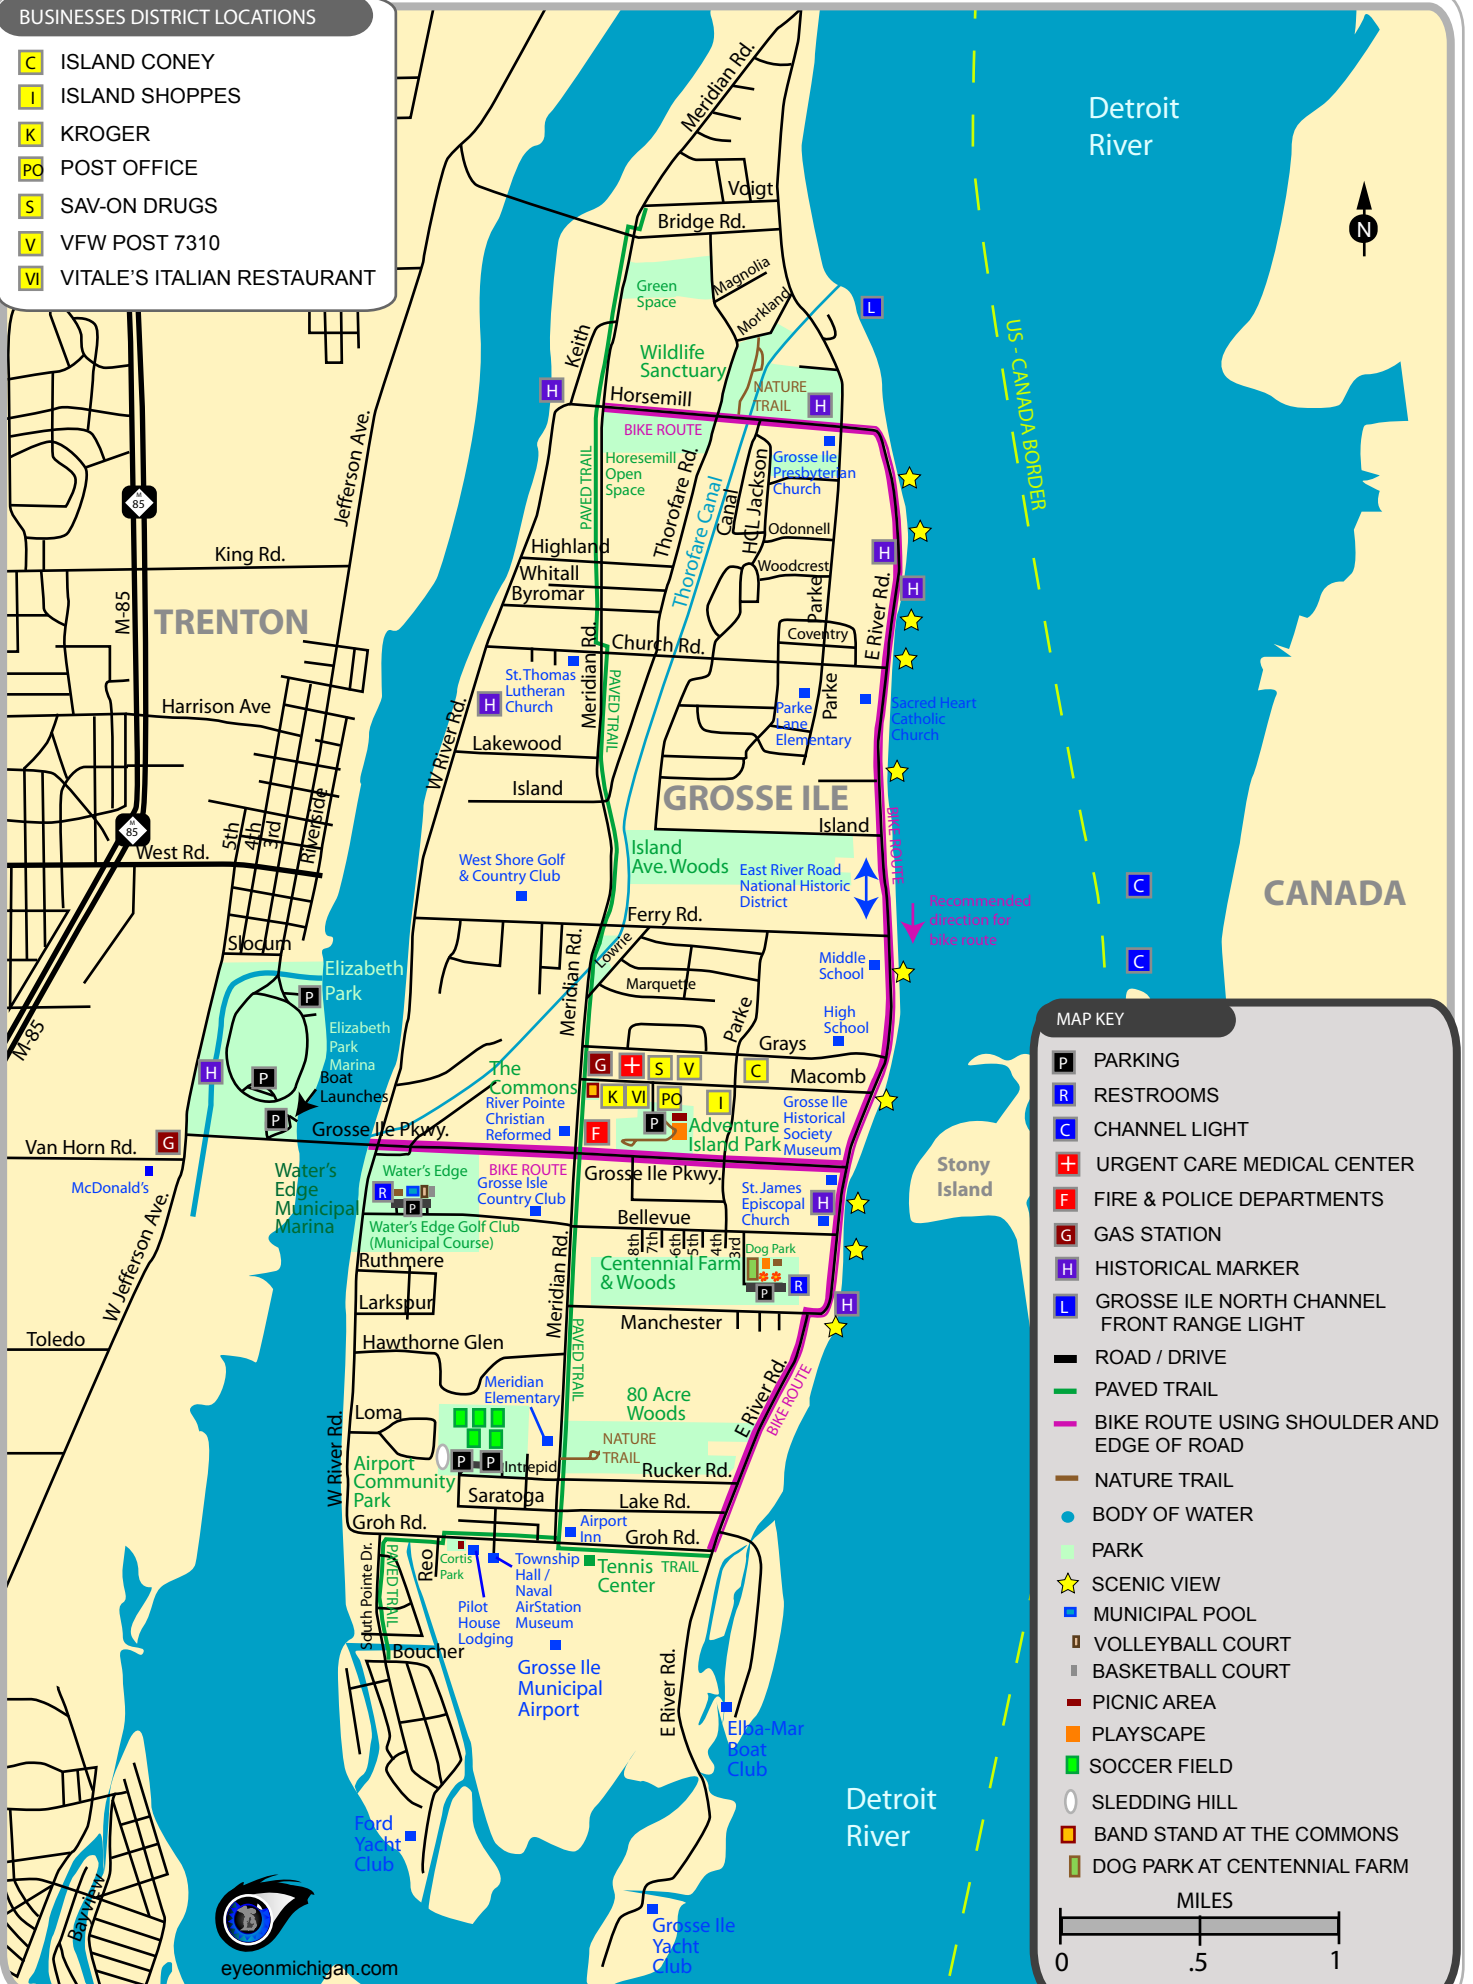 BUSINESSES DISTRICT LOCATIONS
C ISLAND CONEY
I ISLAND SHOPPES
K KROGER
PO POST OFFICE
S SAV-ON DRUGS
V VFW POST 7310
VI VITALE'S ITALIAN RESTAURANT
Detroit
River
N
Meridian Rd.
Voigt
Bridge Rd.
Magnolia
Morkland
Green
Space
L
Keith
Wildlife
Sanctuary
US - CANADA BORDER
H
Horsemill
NATURE
TRAIL
H
BIKE ROUTE
PAVED TRAIL
Horesemill
Open
Space
Thorofare Rd.
Thorofare Canal
Canal
HCL Jackson
Grosse Ile
Presbyterian
Church
Jefferson Ave.
M
85
Odonnell
Highland
Whitall
Byromar
Woodcrest
Parke
H
H
King Rd.
M-85
TRENTON
E River Rd.
Coventry
Church Rd.
Meridian Rd.
PAVED TRAIL
St. Thomas
Lutheran
Church
H
W River Rd.
Parke
Lane
Elementary
Parke
Sacred Heart
Catholic
Church
Harrison Ave
Lakewood
Island
GROSSE ILE
Island
BIKE ROUTE
5th
4th
3rd
Riverside
M
85
West Rd.
Island
Ave. Woods
West Shore Golf
& Country Club
East River Road
National Historic
District
C
CANADA
Recommended
direction for
bike route
Ferry Rd.
Lowrie
Meridian Rd.
Slocum
Elizabeth
Park
P
Middle
School
C
Marquette
Parke
High
School
Elizabeth
Park
Marina
M-85
Grays
H
P
Boat
Launches
P
The
Commons
G
S
V
C
Macomb
K
VI
PO
I
River Pointe
Christian
Reformed
F
P
Adventure
Island Park
Grosse Ile
Historical
Society
Museum
Grosse Ile Pkwy.
Van Horn Rd.
G
McDonald's
Water's
Edge
Municipal
Marina
Water's Edge
BIKE ROUTE
Grosse Isle
Country Club
R
P
Grosse Ile Pkwy.
St. James
Episcopal
Church
H
Stony
Island
Bellevue
Water's Edge Golf Club
(Municipal Course)
8th
7th
6th
5th
4th
3rd
Dog Park
Centennial Farm
& Woods
P
R
H
Ruthmere
Larkspur
W Jefferson Ave.
Meridian Rd.
Manchester
Toledo
Hawthorne Glen
PAVED TRAIL
Meridian
Elementary
80 Acre
Woods
E River Rd.
BIKE ROUTE
Loma
W River Rd.
Airport
Community
Park
P
P
Intrepid
NATURE
TRAIL
Rucker Rd.
Saratoga
Lake Rd.
Groh Rd.
Airport
Inn
Groh Rd.
South Pointe Dr.
PAVED TRAIL
Reo
Cortis
Park
Township
Hall /
Naval
AirStation
Museum
Tennis
Center
TRAIL
Pilot
House
Lodging
Boucher
Grosse Ile
Municipal
Airport
E River Rd.
Elba-Mar
Boat
Club
Ford
Yacht
Club
Detroit
River
Bayview
Grosse Ile
Yacht
Club
eyeonmichigan.com
MAP KEY
P PARKING
R RESTROOMS
C CHANNEL LIGHT
URGENT CARE MEDICAL CENTER
F FIRE & POLICE DEPARTMENTS
G GAS STATION
H HISTORICAL MARKER
L GROSSE ILE NORTH CHANNEL
FRONT RANGE LIGHT
ROAD / DRIVE
PAVED TRAIL
BIKE ROUTE USING SHOULDER AND
EDGE OF ROAD
NATURE TRAIL
BODY OF WATER
PARK
SCENIC VIEW
MUNICIPAL POOL
VOLLEYBALL COURT
BASKETBALL COURT
PICNIC AREA
PLAYSCAPE
SOCCER FIELD
SLEDDING HILL
BAND STAND AT THE COMMONS
DOG PARK AT CENTENNIAL FARM
MILES
0 .5 1